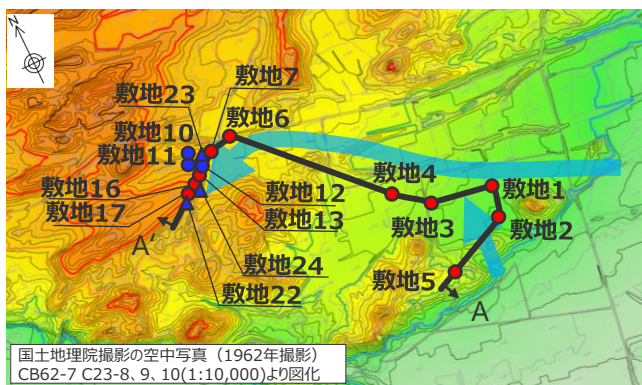 N
敷地7
敷地23
敷地6
敷地10
敷地11
敷地4
敷地1
敷地16
敷地12
敷地3
敷地2
敷地17
敷地13
A’
敷地24
敷地5
敷地22
A
国土地理院撮影の空中写真（1962年撮影）
CB62-7 C23-8、9、10(1:10,000)より図化